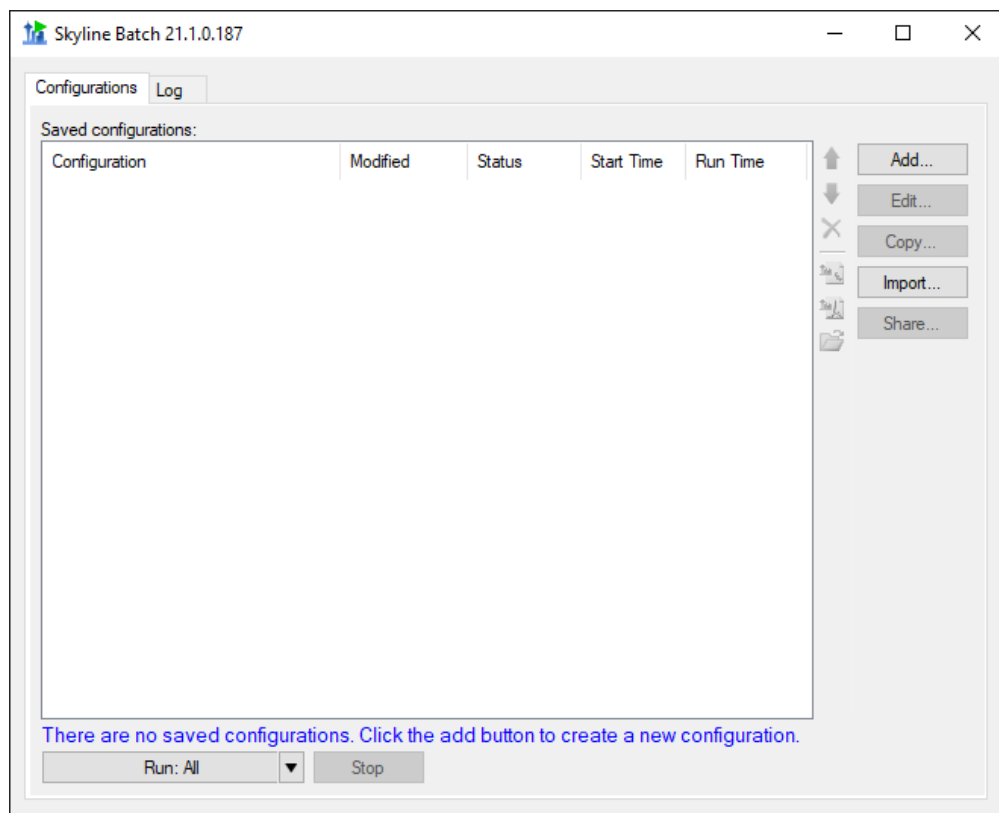 Skyline Batch 21.1.0.187
Configurations
Log
Saved configurations:
Configuration Modified Status Start Time Run Time
Add...
Edit...
Copy...
Import...
Share...
There are no saved configurations. Click the add button to create a new configuration.
Run: All
Stop